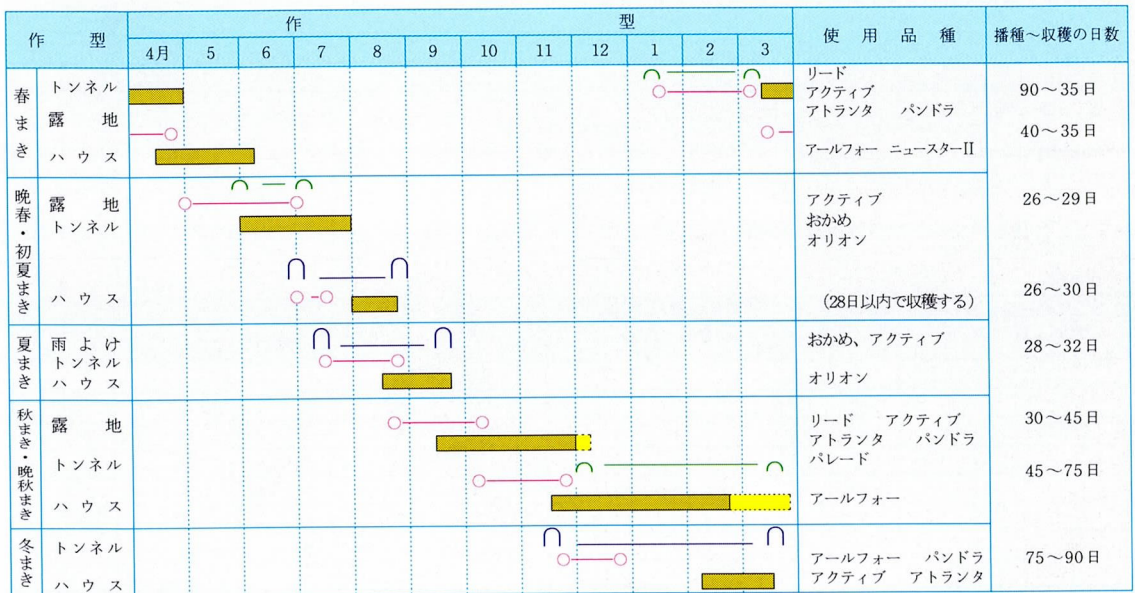 作 型 作 型 使 用 品 種 播種～収穫の日数
4月 5 6 7 8 9 10 11 12 1 2 3
春まき
トンネル
露 地
ハ ウ ス
リード
アクティブ
アトランタ パンドラ
アールフォー ニュースターII
90～35日
40～35日
晩春・初夏まき
露 地
トンネル
ハ ウ ス
アクティブ
おかめ
オリオン
（28日以内で収穫する）
26～29日
26～30日
夏まき
雨 よ け
トンネル
ハ ウ ス
おかめ、アクティブ
オリオン
28～32日
秋まき・晩秋まき
露 地
トンネル
ハ ウ ス
リード アクティブ
アトランタ パンドラ
パレード
アールフォー
30～45日
45～75日
冬まき
トンネル
ハ ウ ス
アールフォー パンドラ
アクティブ アトランタ
75～90日